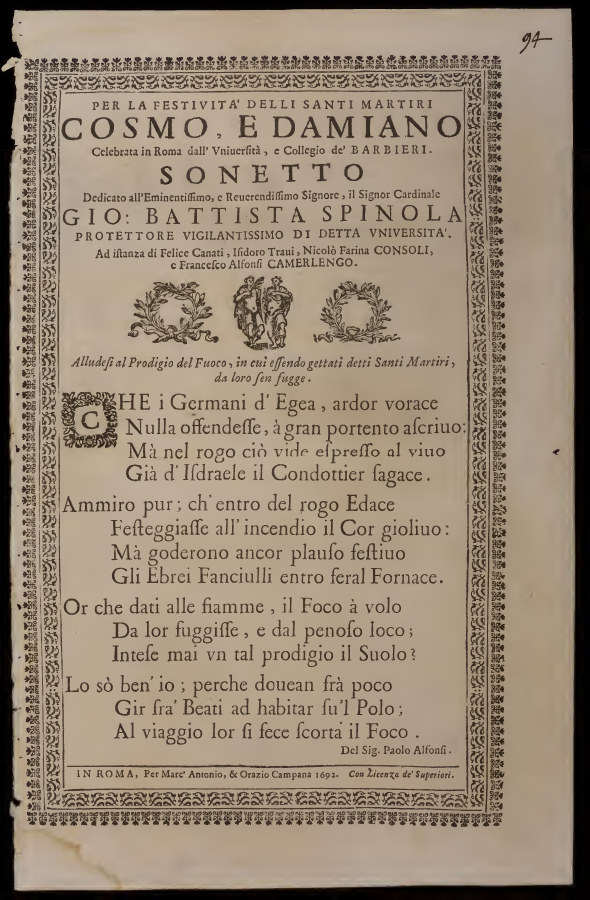 94
PER LA FESTIVITA' DELLI SANTI MARTIRI
COSMO, E DAMIANO
Celebrata in Roma dall' Vniuerſità, e Collegio de' BARBIERI.
SONETTO
Dedicato all'Eminentiſſimo, e Reuerendiſſimo Signore, il Signor Cardinale
GIO: BATTISTA SPINOLA
PROTETTORE VIGILANTISSIMO DI DETTA VNIVERSITA'.
Ad iſtanza di Felice Canati, Iſidoro Traui, Nicolò Farina CONSOLI,
e Franceſco Alfonſi CAMERLENGO.
Alludeſi al Prodigio del Fuoco, in cui eſſendo gettati detti Santi Martiri,
da loro ſen fugge.
CHE i Germani d' Egea, ardor vorace
Nulla offendeſſe, à gran portento aſcriuo:
Mà nel rogo ciò vide eſpreſſo al viuo
Già d' Iſdraele il Condottier ſagace.
Ammiro pur; ch' entro del rogo Edace
Feſteggiaſſe all' incendio il Cor gioliuo:
Mà goderono ancor plauſo feſtiuo
Gli Ebrei Fanciulli entro feral Fornace.
Or che dati alle fiamme, il Foco à volo
Da lor fuggiſſe, e dal penoſo loco;
Inteſe mai vn tal prodigio il Suolo?
Lo sò ben' io; perche douean frà poco
Gir fra' Beati ad habitar ſu'l Polo;
Al viaggio lor ſi fece ſcorta il Foco.
Del Sig. Paolo Alfonſi.
IN ROMA, Per Marc' Antonio, & Orazio Campana 1692. Con Licenza de' Superiori.